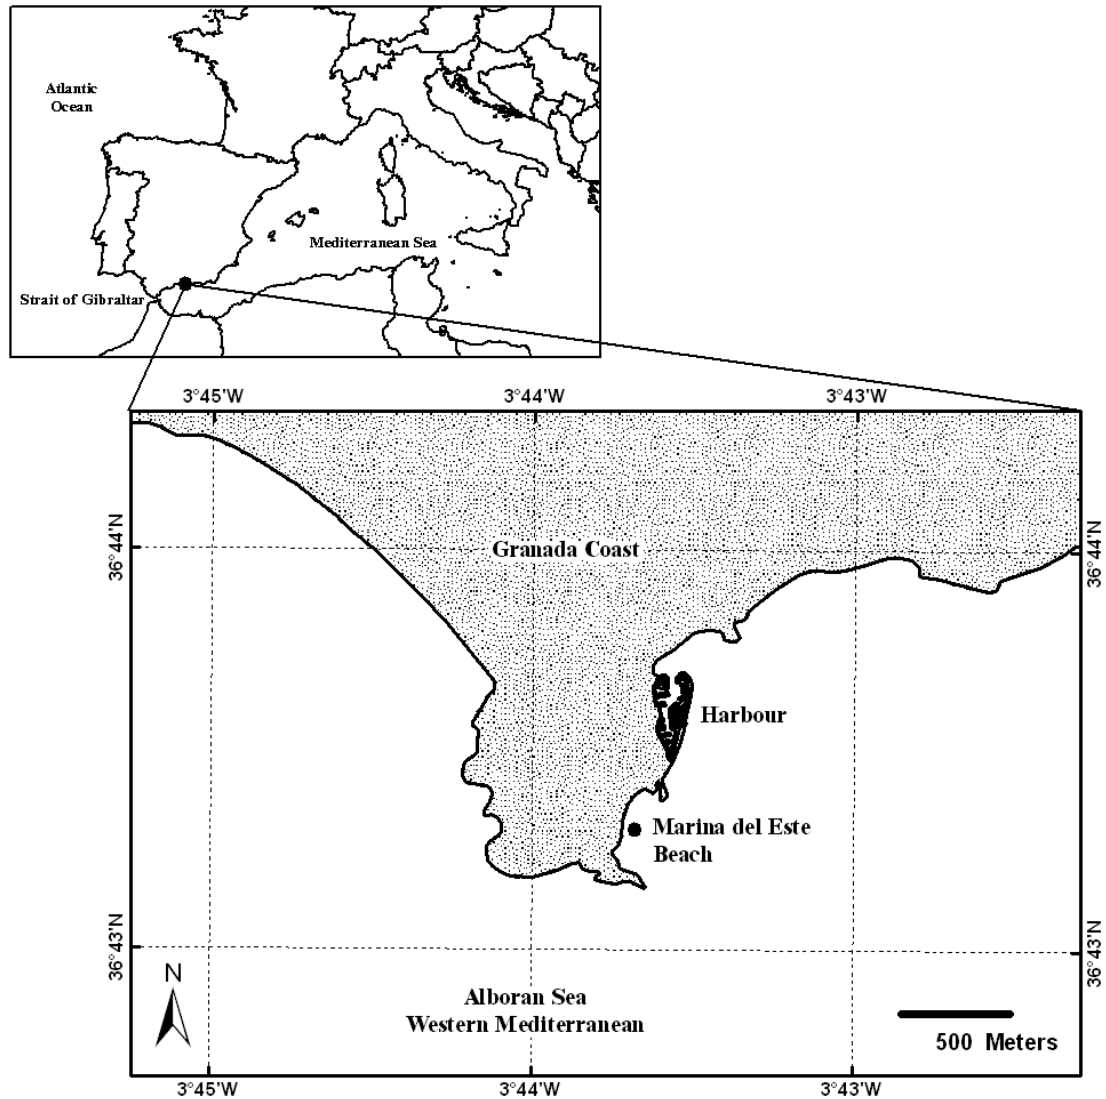 Atlantic
Ocean
Mediterranean Sea
Strait of Gibraltar
3°45'W
3°44'W
3°43'W
36°44'N
36°44'N
Granada Coast
Harbour
Marina del Este
Beach
36°43'N
36°43'N
N
Alboran Sea
Western Mediterranean
500 Meters
3°45'W
3°44'W
3°43'W